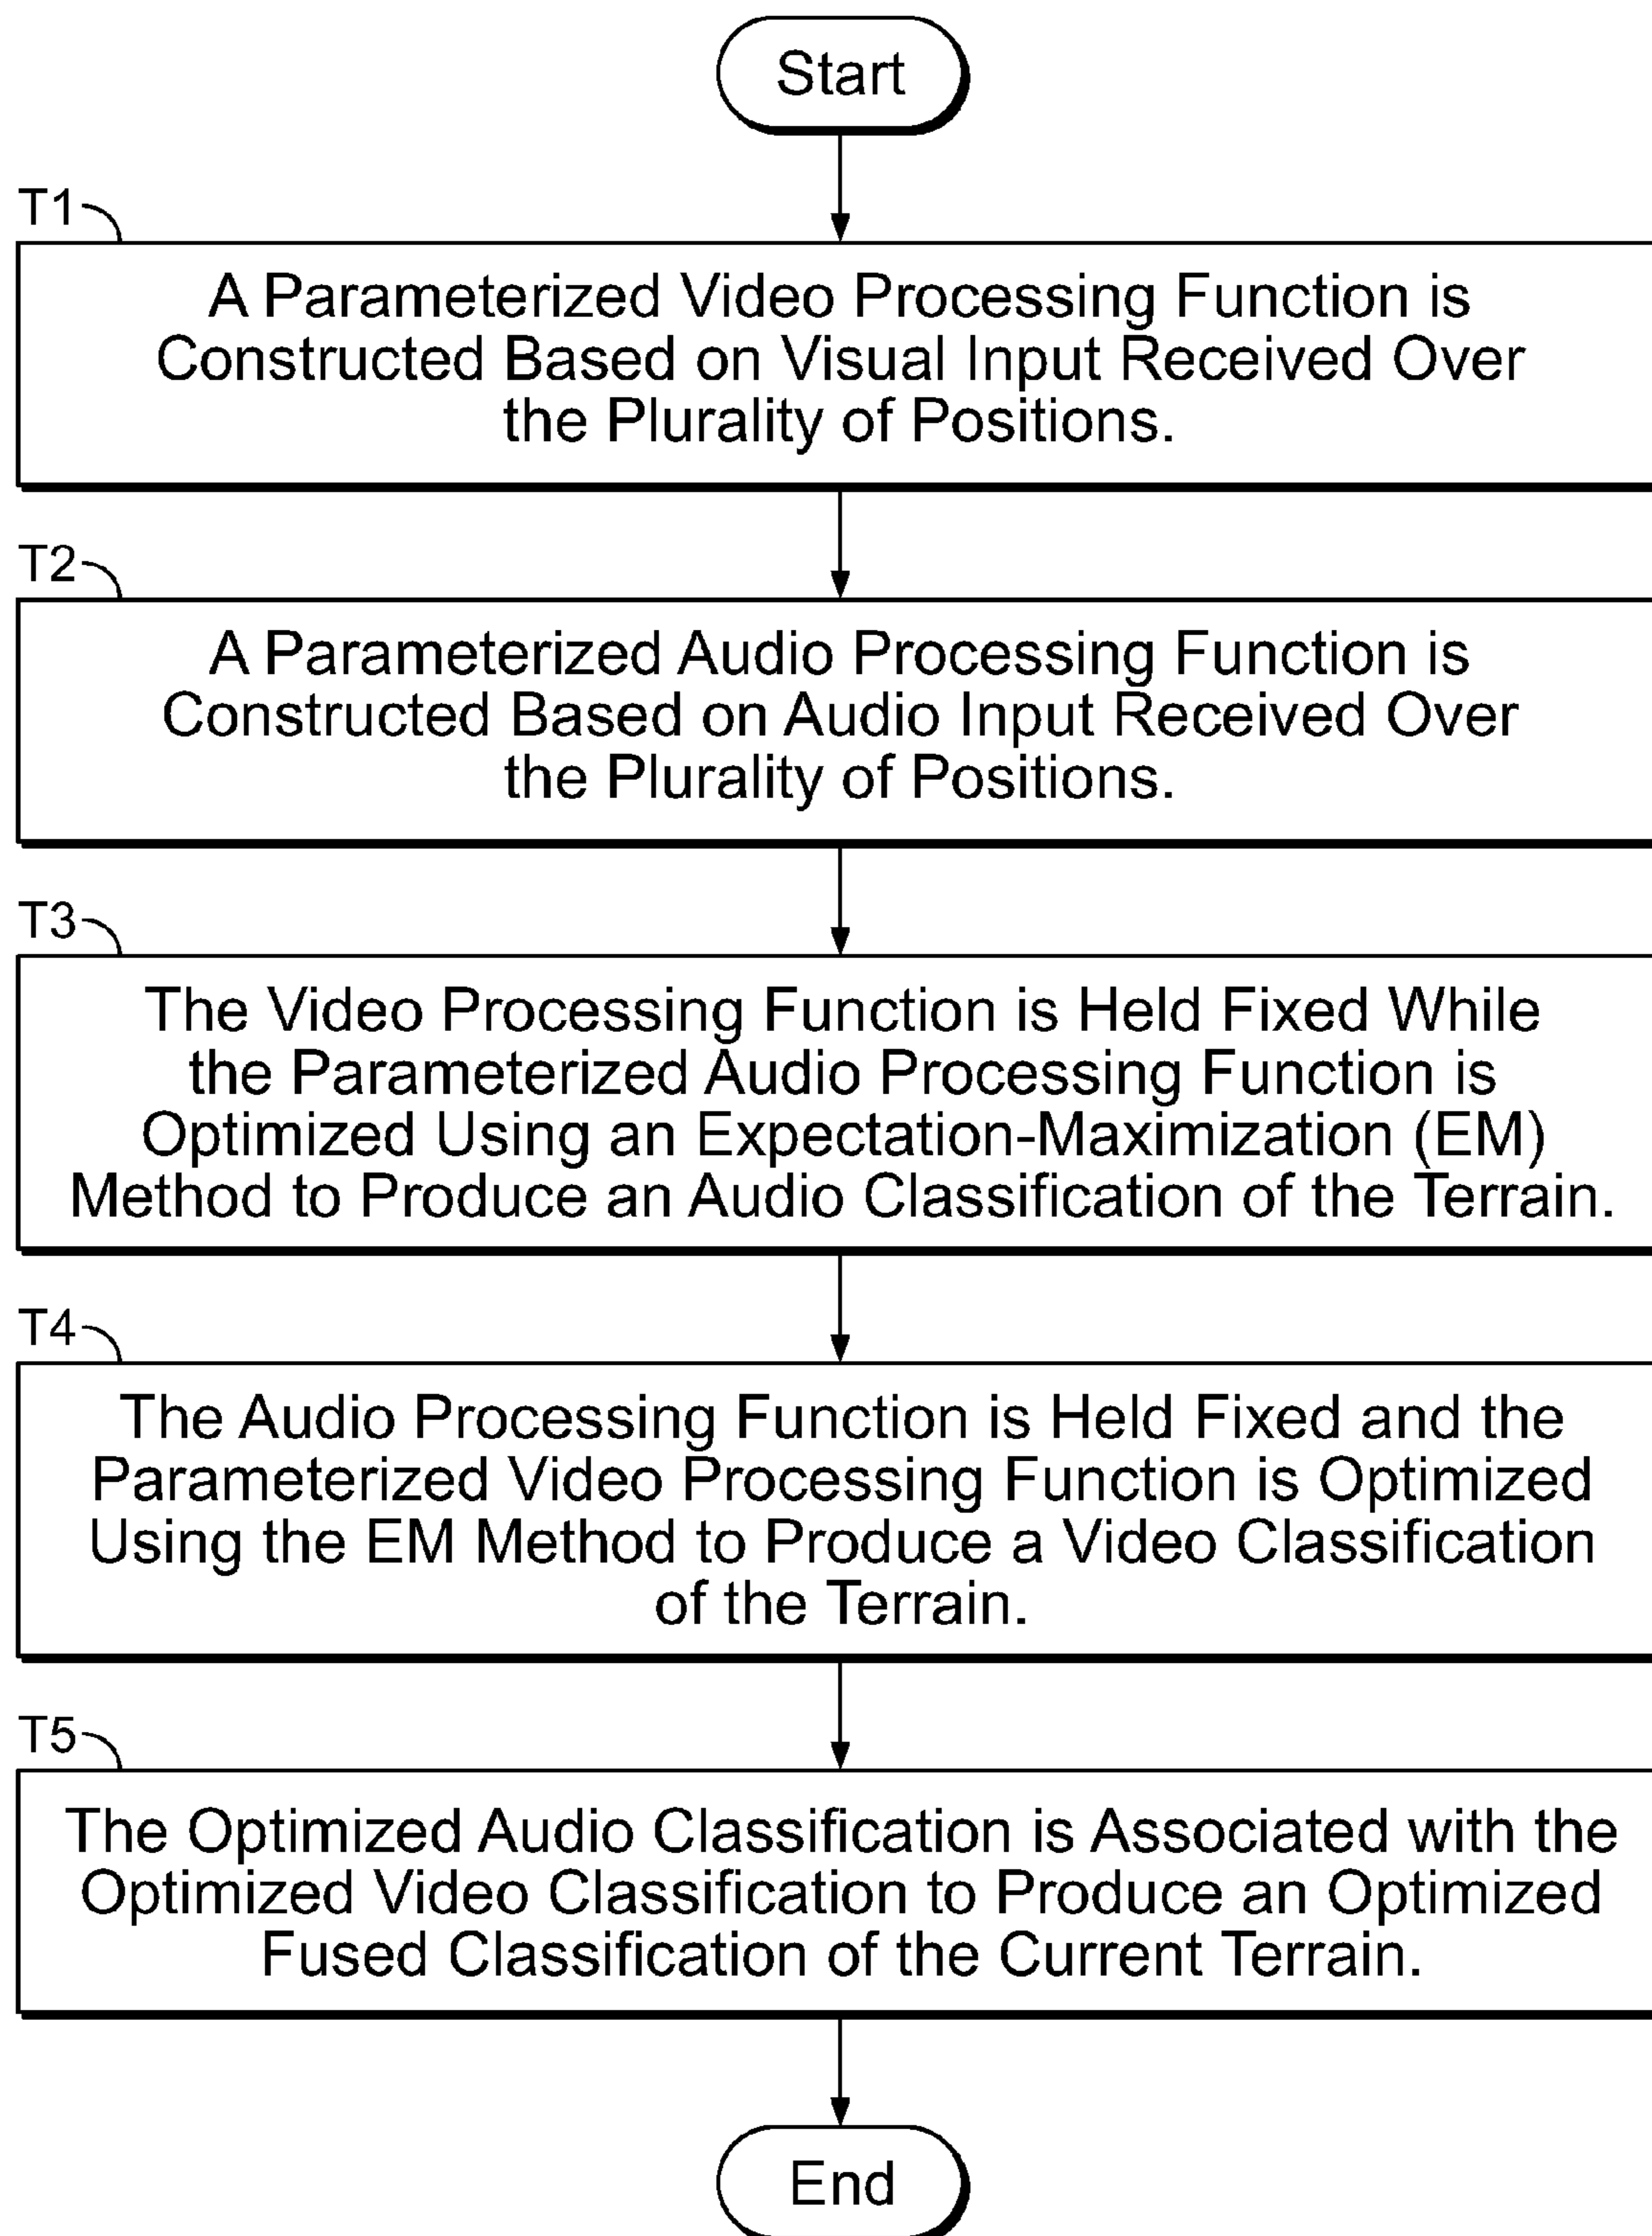 Start
T1
A Parameterized Video Processing Function is
Constructed Based on Visual Input Received Over
the Plurality of Positions.
T2
A Parameterized Audio Processing Function is
Constructed Based on Audio Input Received Over
the Plurality of Positions.
T3
The Video Processing Function is Held Fixed While
the Parameterized Audio Processing Function is
Optimized Using an Expectation-Maximization (EM)
Method to Produce an Audio Classification of the Terrain.
T4
The Audio Processing Function is Held Fixed and the
Parameterized Video Processing Function is Optimized
Using the EM Method to Produce a Video Classification
of the Terrain.
T5
The Optimized Audio Classification is Associated with the
Optimized Video Classification to Produce an Optimized
Fused Classification of the Current Terrain.
End